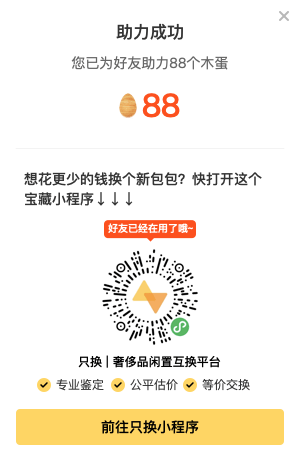 助力成功
您已为好友助力88个木蛋
88
想花更少的钱换个新包包？快打开这个
宝藏小程序↓↓↓
好友已经在用了哦~
只换 | 奢侈品闲置互换平台
专业鉴定 公平估价 等价交换
前往只换小程序